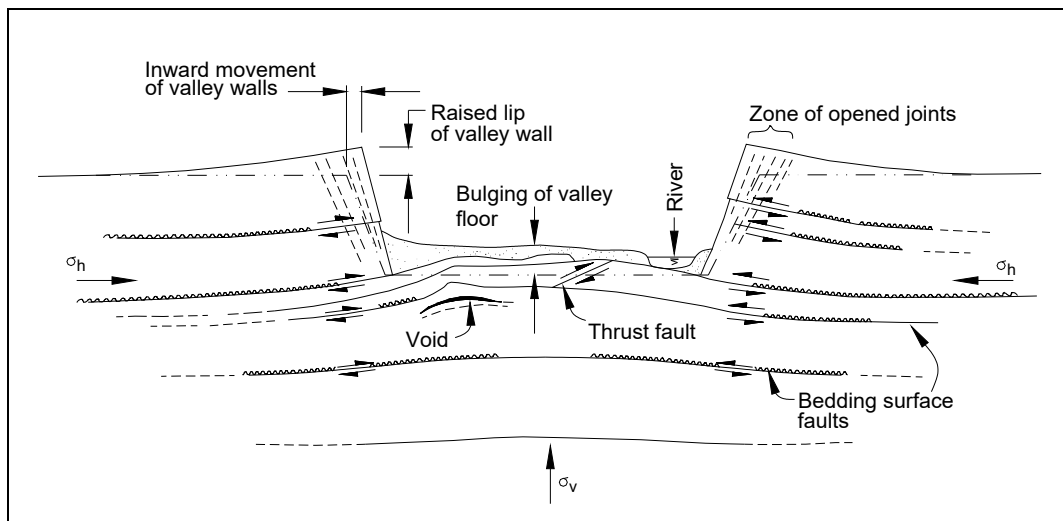 Inward movement
of valley walls
Raised lip
of valley wall
Zone of opened joints
Bulging of valley
floor
River
σh
σh
Void
Thrust fault
Bedding surface
faults
σv